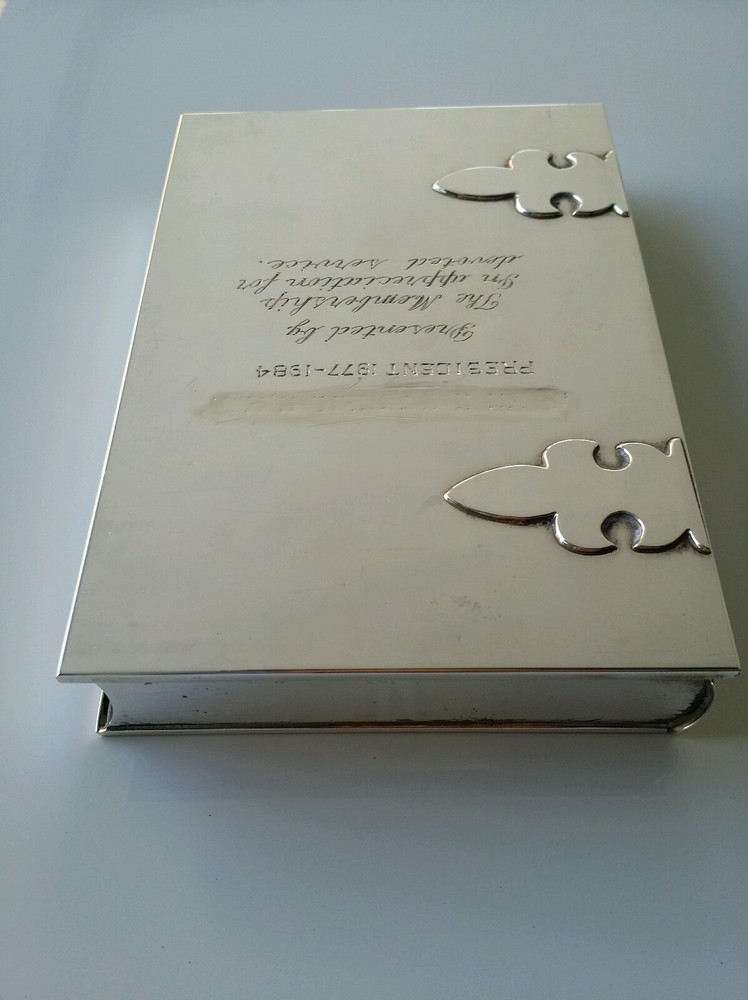 PRESIDENT 1977-1984
Presented by
The Membership
In appreciation for
devoted service.